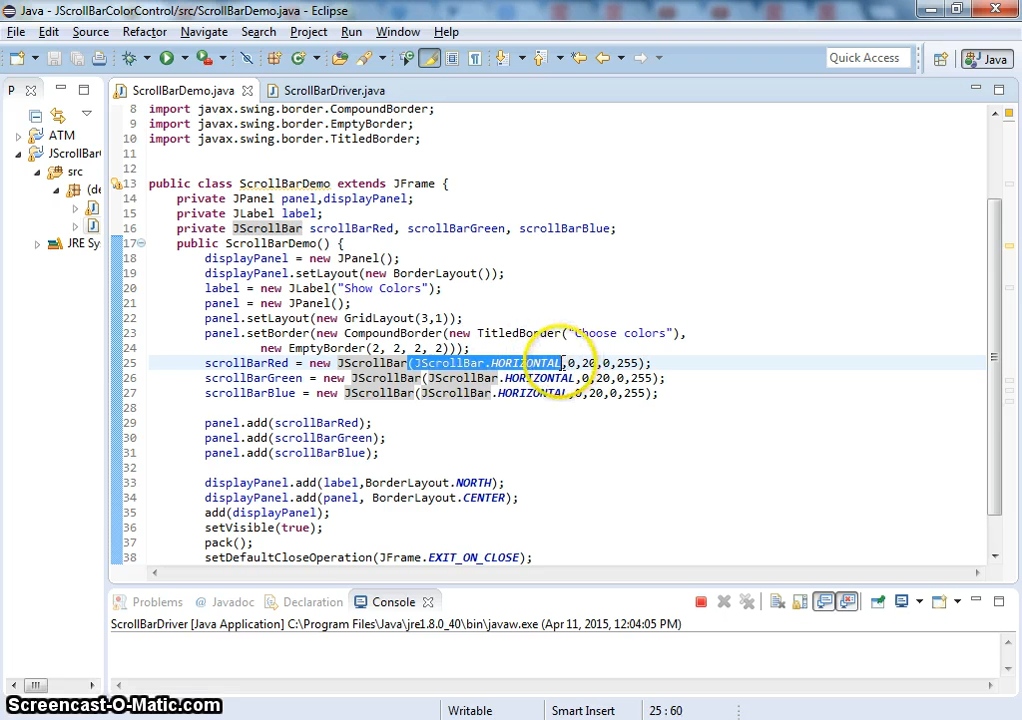 Java - JScrollBarColorControl/src/ScrollBarDemo.java - Eclipse
File Edit Source Refactor Navigate Search Project Run Window Help
Quick Access Java
P ScrollBarDemo.java ScrollBarDriver.java
8 import javax.swing.border.CompoundBorder;
9 import javax.swing.border.EmptyBorder;
10 import javax.swing.border.TitledBorder;
11
12
13 public class ScrollBarDemo extends JFrame {
14 private JPanel panel,displayPanel;
15 private JLabel label;
16 private JScrollBar scrollBarRed, scrollBarGreen, scrollBarBlue;
17 public ScrollBarDemo() {
18 displayPanel = new JPanel();
19 displayPanel.setLayout(new BorderLayout());
20 label = new JLabel("Show Colors");
21 panel = new JPanel();
22 panel.setLayout(new GridLayout(3,1));
23 panel.setBorder(new CompoundBorder(new TitledBorder("Choose colors"),
24 new EmptyBorder(2, 2, 2, 2)));
25 scrollBarRed = new JScrollBar(JScrollBar.HORIZONTAL,0,20,0,255);
26 scrollBarGreen = new JScrollBar(JScrollBar.HORIZONTAL,0,20,0,255);
27 scrollBarBlue = new JScrollBar(JScrollBar.HORIZONTAL,0,20,0,255);
28
29 panel.add(scrollBarRed);
30 panel.add(scrollBarGreen);
31 panel.add(scrollBarBlue);
32
33 displayPanel.add(label,BorderLayout.NORTH);
34 displayPanel.add(panel, BorderLayout.CENTER);
35 add(displayPanel);
36 setVisible(true);
37 pack();
38 setDefaultCloseOperation(JFrame.EXIT_ON_CLOSE);
ATM
JScrollBar
src
(de
JRE Sy
Problems @ Javadoc Declaration Console
ScrollBarDriver [Java Application] C:\Program Files\Java\jre1.8.0_40\bin\javaw.exe (Apr 11, 2015, 12:04:05 PM)
Screencast-O-Matic.com
Writable Smart Insert 25 : 60